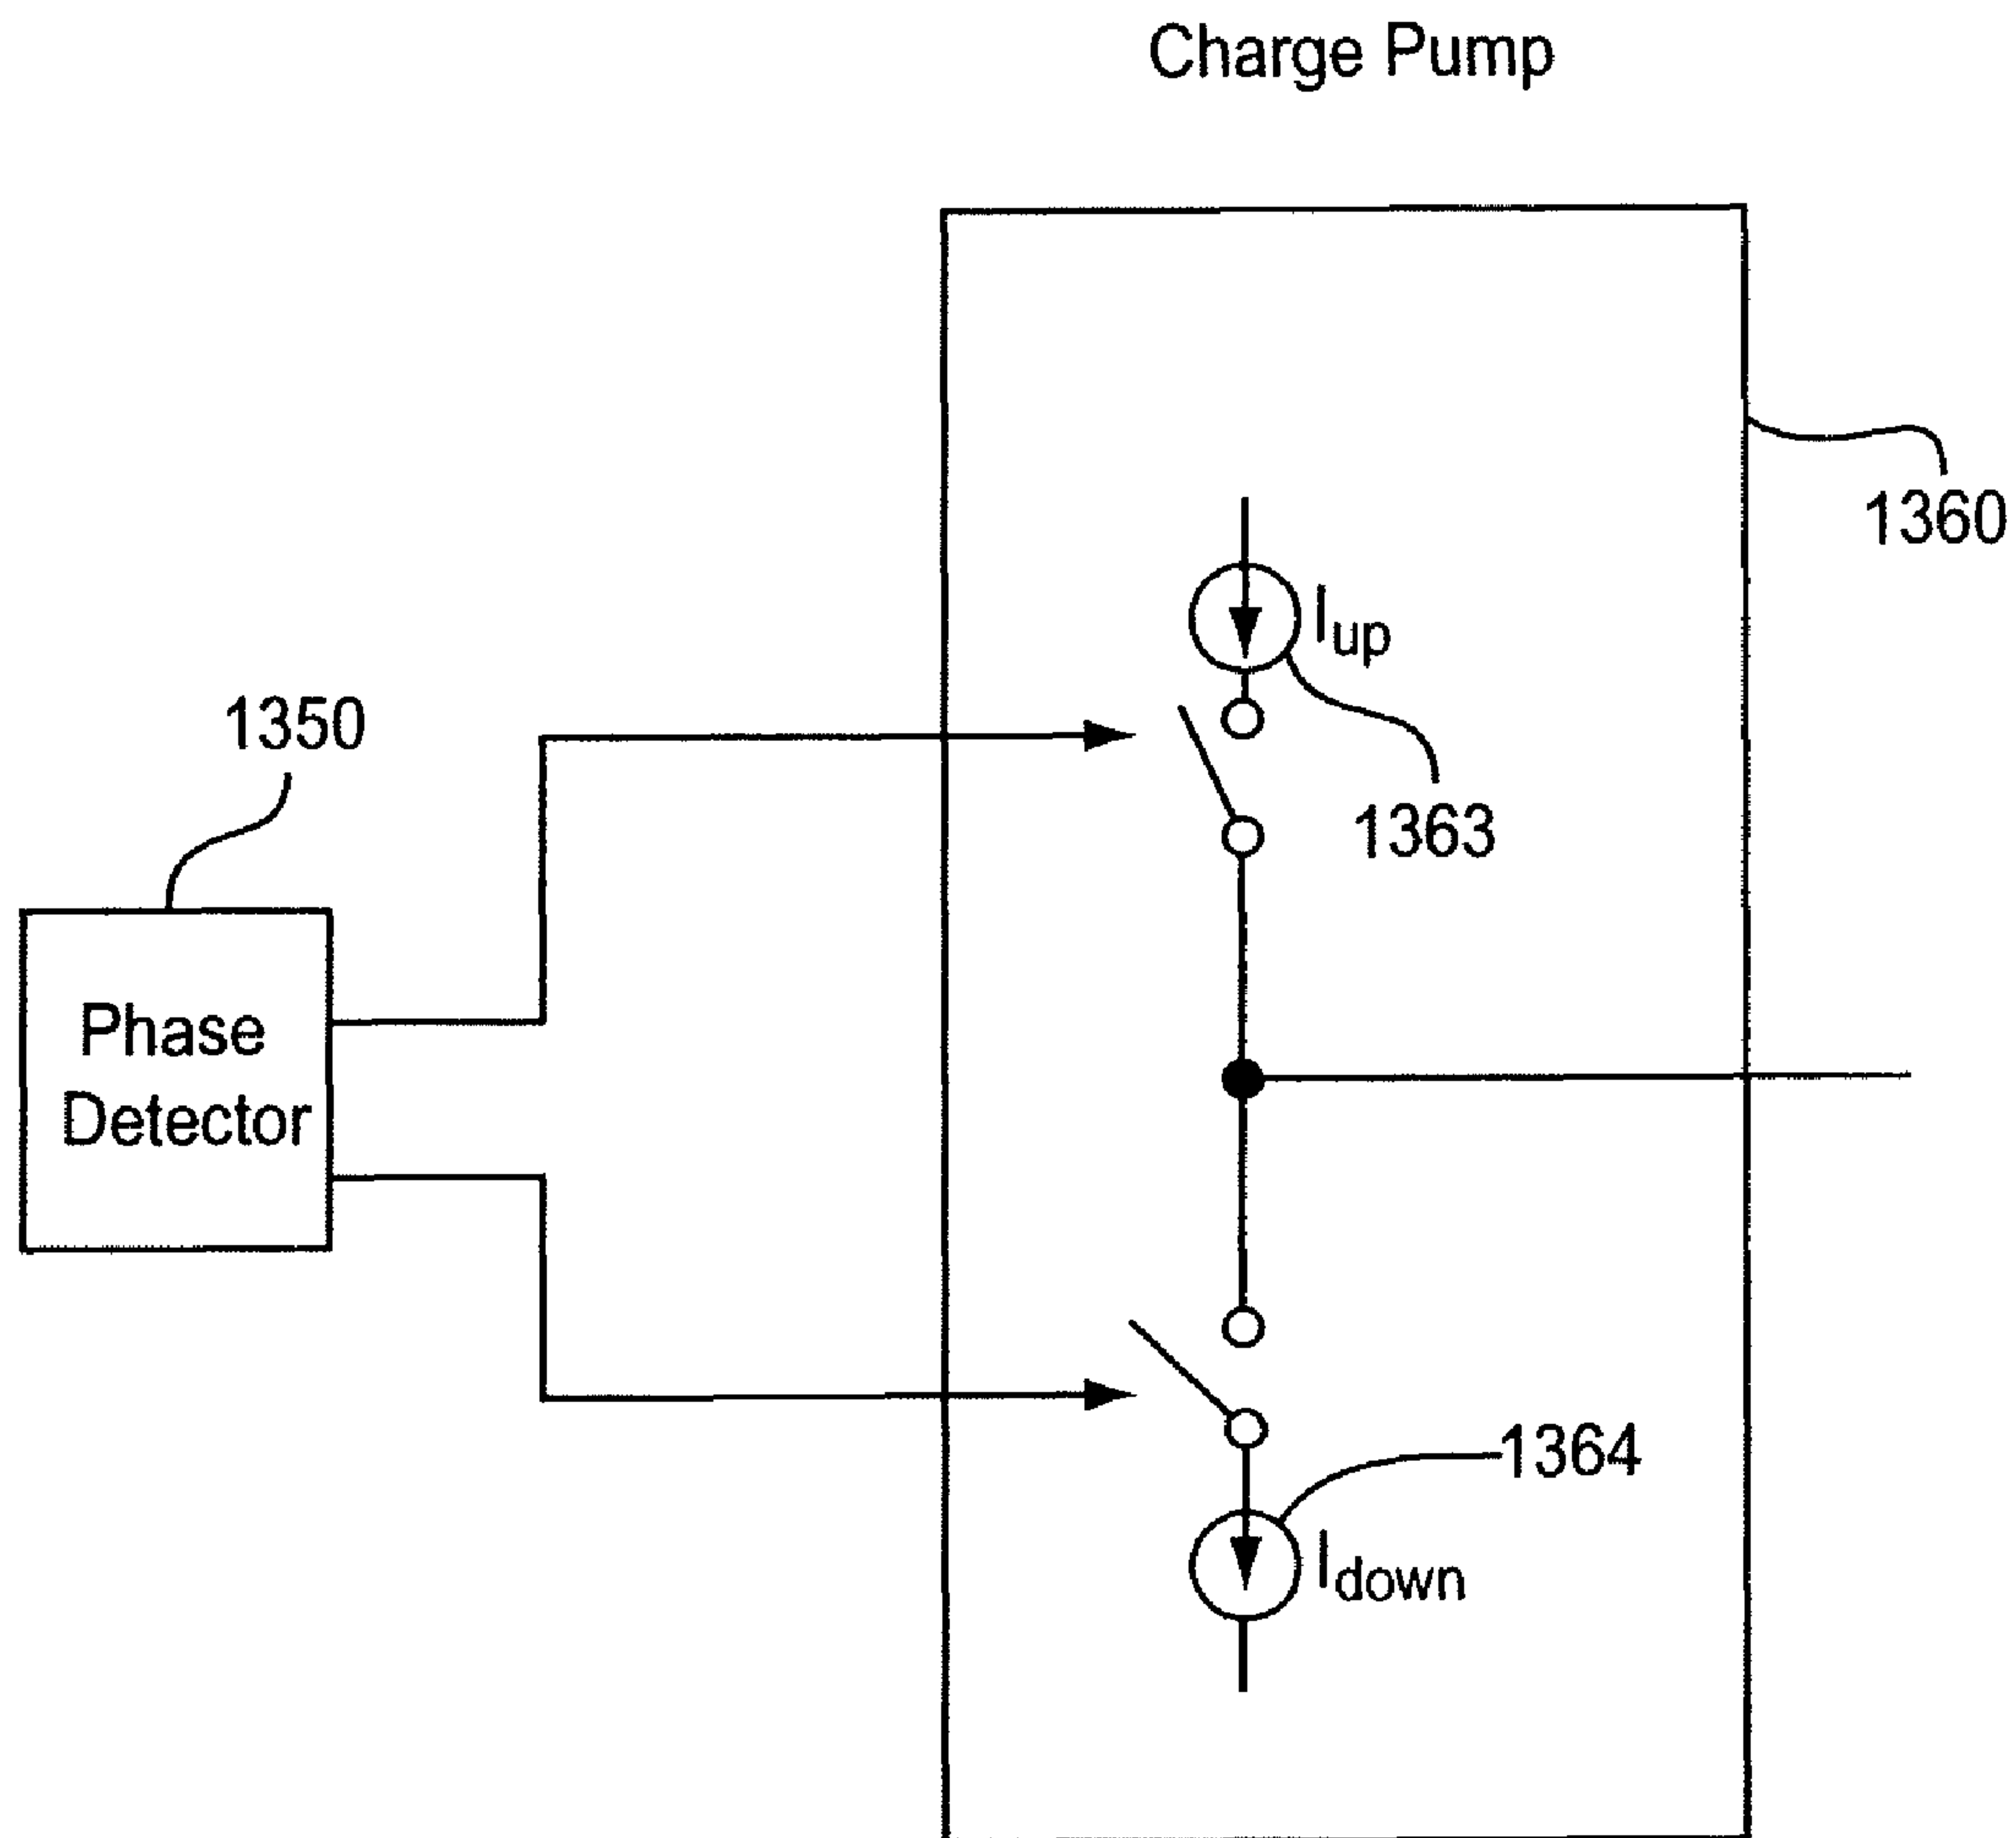 Charge Pump
1360
Iup
1350
1363
Phase
Detector
1364
Idown